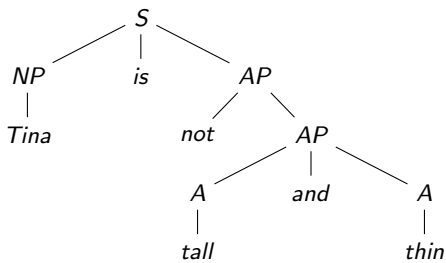 S
NP is AP
Tina not AP
A and A
tall thin